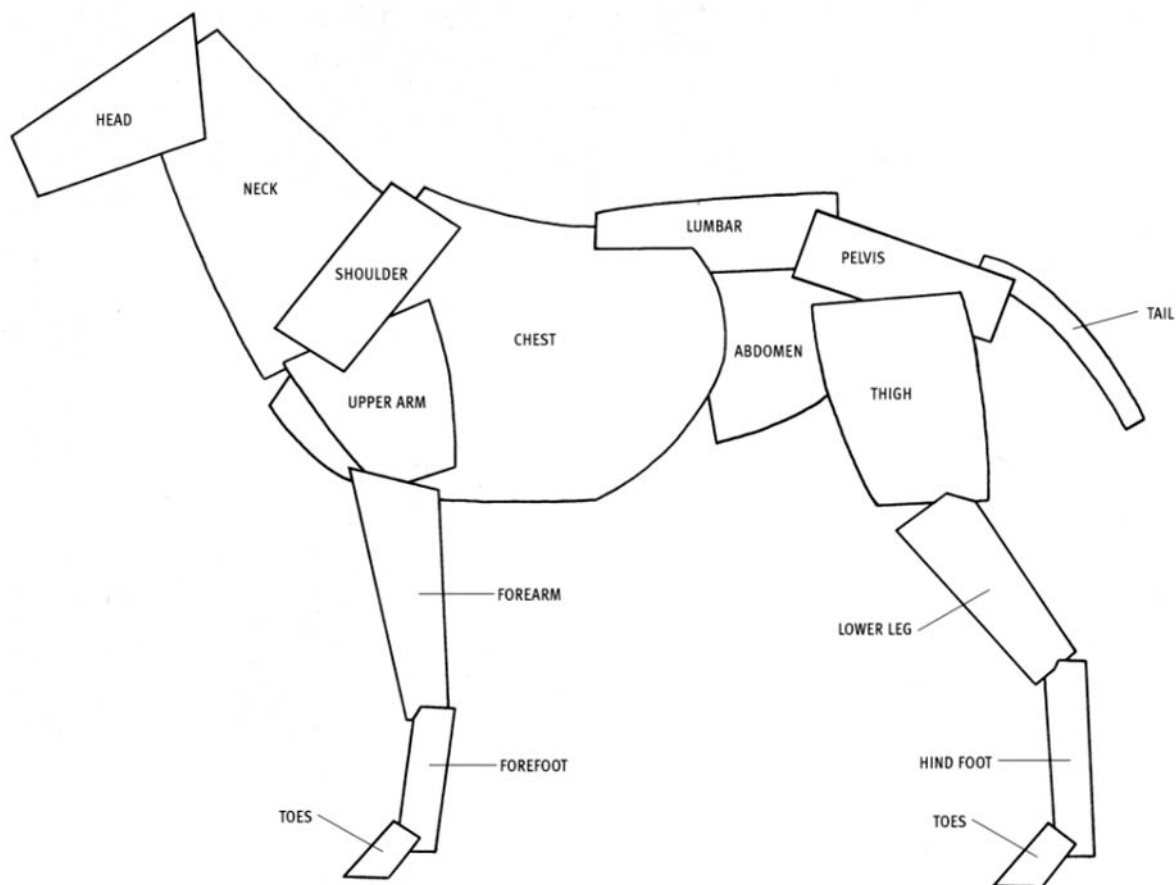 HEAD
NECK
LUMBAR
PELVIS
SHOULDER
TAIL
CHEST
ABDOMEN
THIGH
UPPER ARM
FOREARM
LOWER LEG
FOREFOOT
HIND FOOT
TOES
TOES